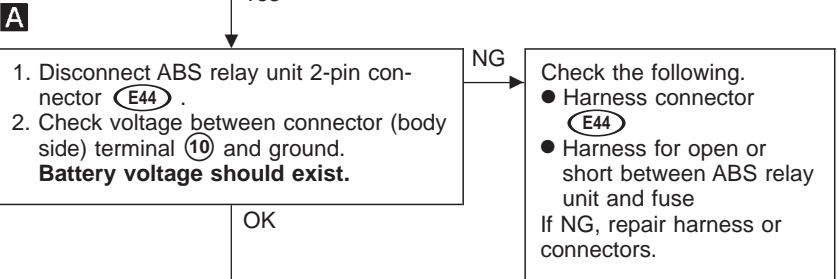 Yes
A
1. Disconnect ABS relay unit 2-pin con-
nector E44 .
2. Check voltage between connector (body
side) terminal 10 and ground.
Battery voltage should exist.
NG
Check the following.
● Harness connector
E44
● Harness for open or
short between ABS relay
unit and fuse
If NG, repair harness or
connectors.
OK